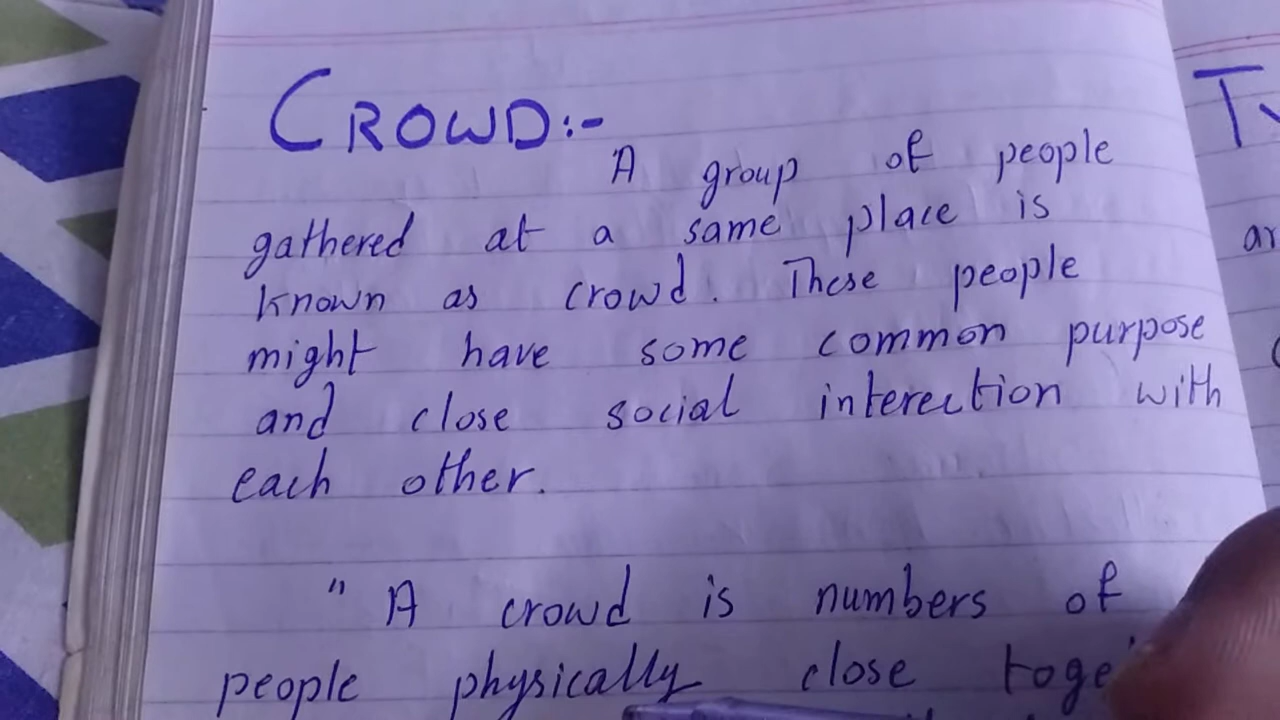 CROWD:-
A group of people
gathered at a same place is
known as crowd. These people
might have some common purpose
and close social interection with
each other.
" A crowd is numbers of
people physically close